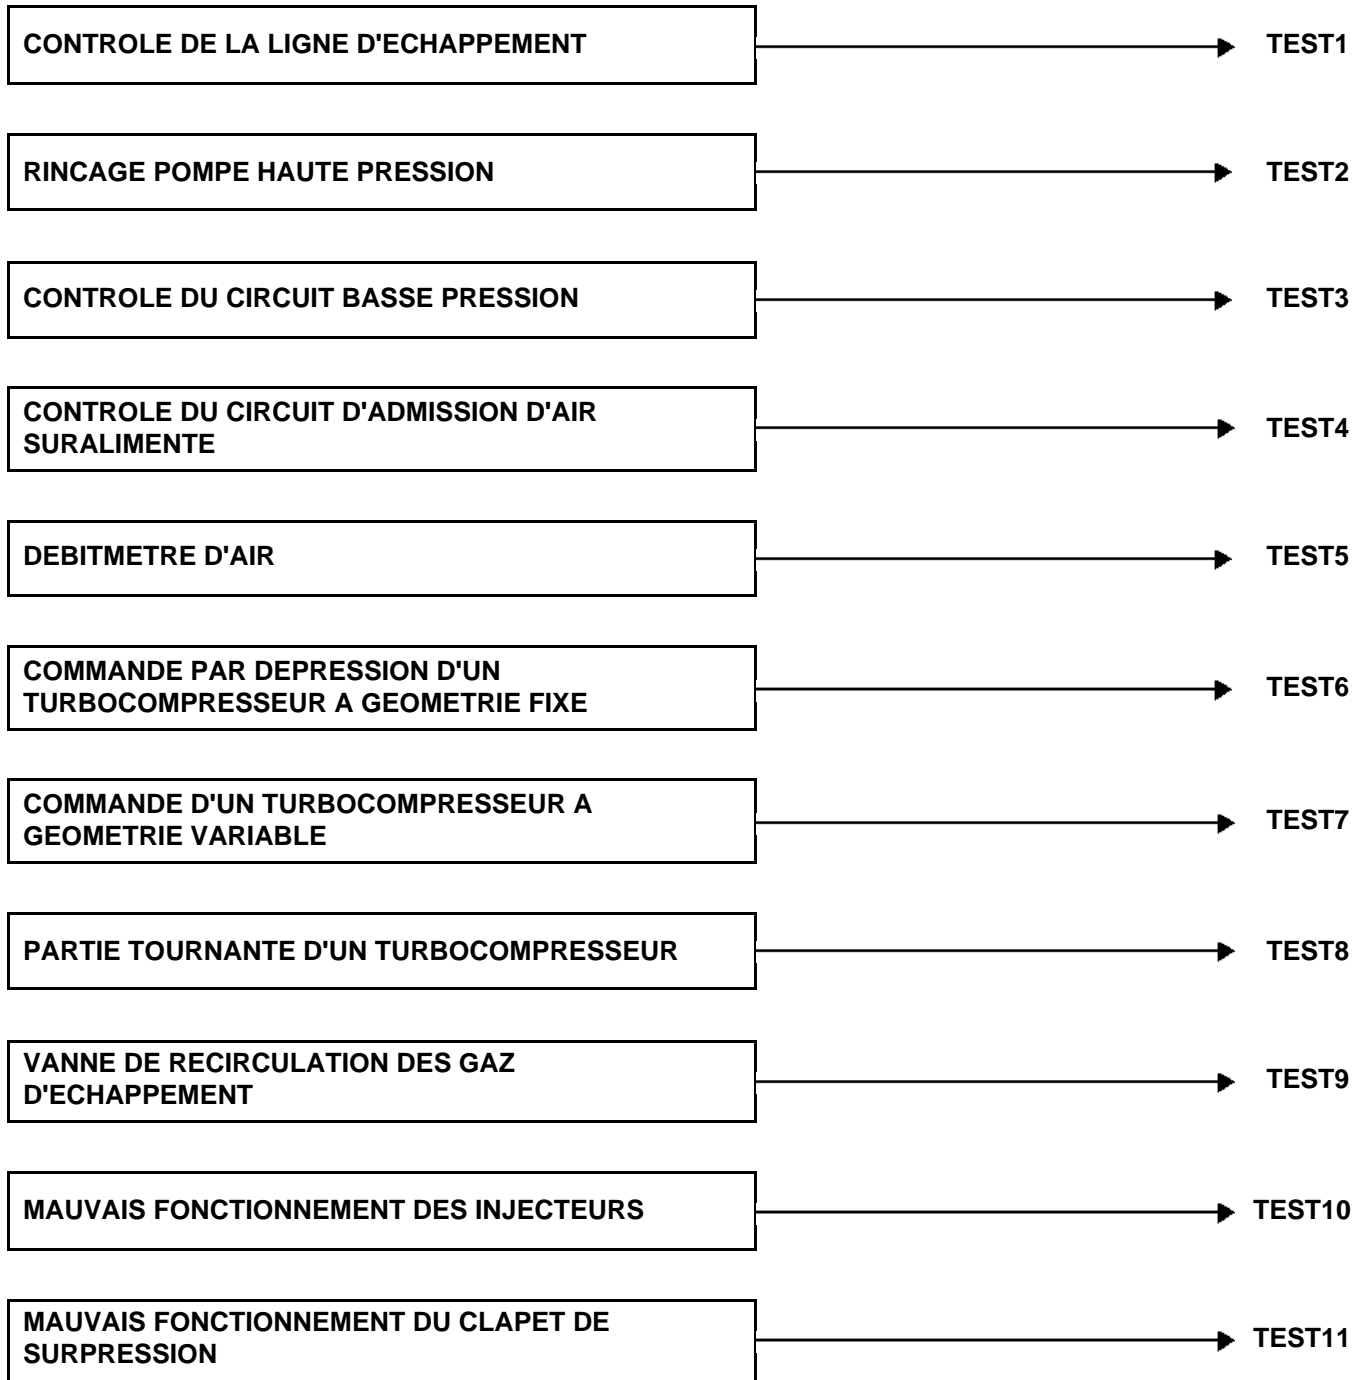 CONTROLE DE LA LIGNE D'ECHAPPEMENT TEST1
RINCAGE POMPE HAUTE PRESSION TEST2
CONTROLE DU CIRCUIT BASSE PRESSION TEST3
CONTROLE DU CIRCUIT D'ADMISSION D'AIR
SURALIMENTE
TEST4
DEBITMETRE D'AIR TEST5
COMMANDE PAR DEPRESSION D'UN
TURBOCOMPRESSEUR A GEOMETRIE FIXE
TEST6
COMMANDE D'UN TURBOCOMPRESSEUR A
GEOMETRIE VARIABLE
TEST7
PARTIE TOURNANTE D'UN TURBOCOMPRESSEUR TEST8
VANNE DE RECIRCULATION DES GAZ
D'ECHAPPEMENT
TEST9
MAUVAIS FONCTIONNEMENT DES INJECTEURS TEST10
MAUVAIS FONCTIONNEMENT DU CLAPET DE
SURPRESSION
TEST11